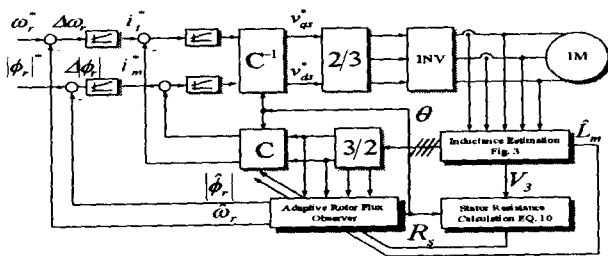 ω_r^* Δω_r i_t^* v_qs^*
|φ_r|^* Δ|φ_r| i_m^* v_ds^*
C⁻¹
2/3
INV
IM
θ
C
3/2
Inductance Estimation
Fig. 3
L̂_m
|φ̂_r|
ω̂_r
Adaptive Rotor Flux
Observer
V_3
R_s
Stator Resistance
Calculation EQ. 10